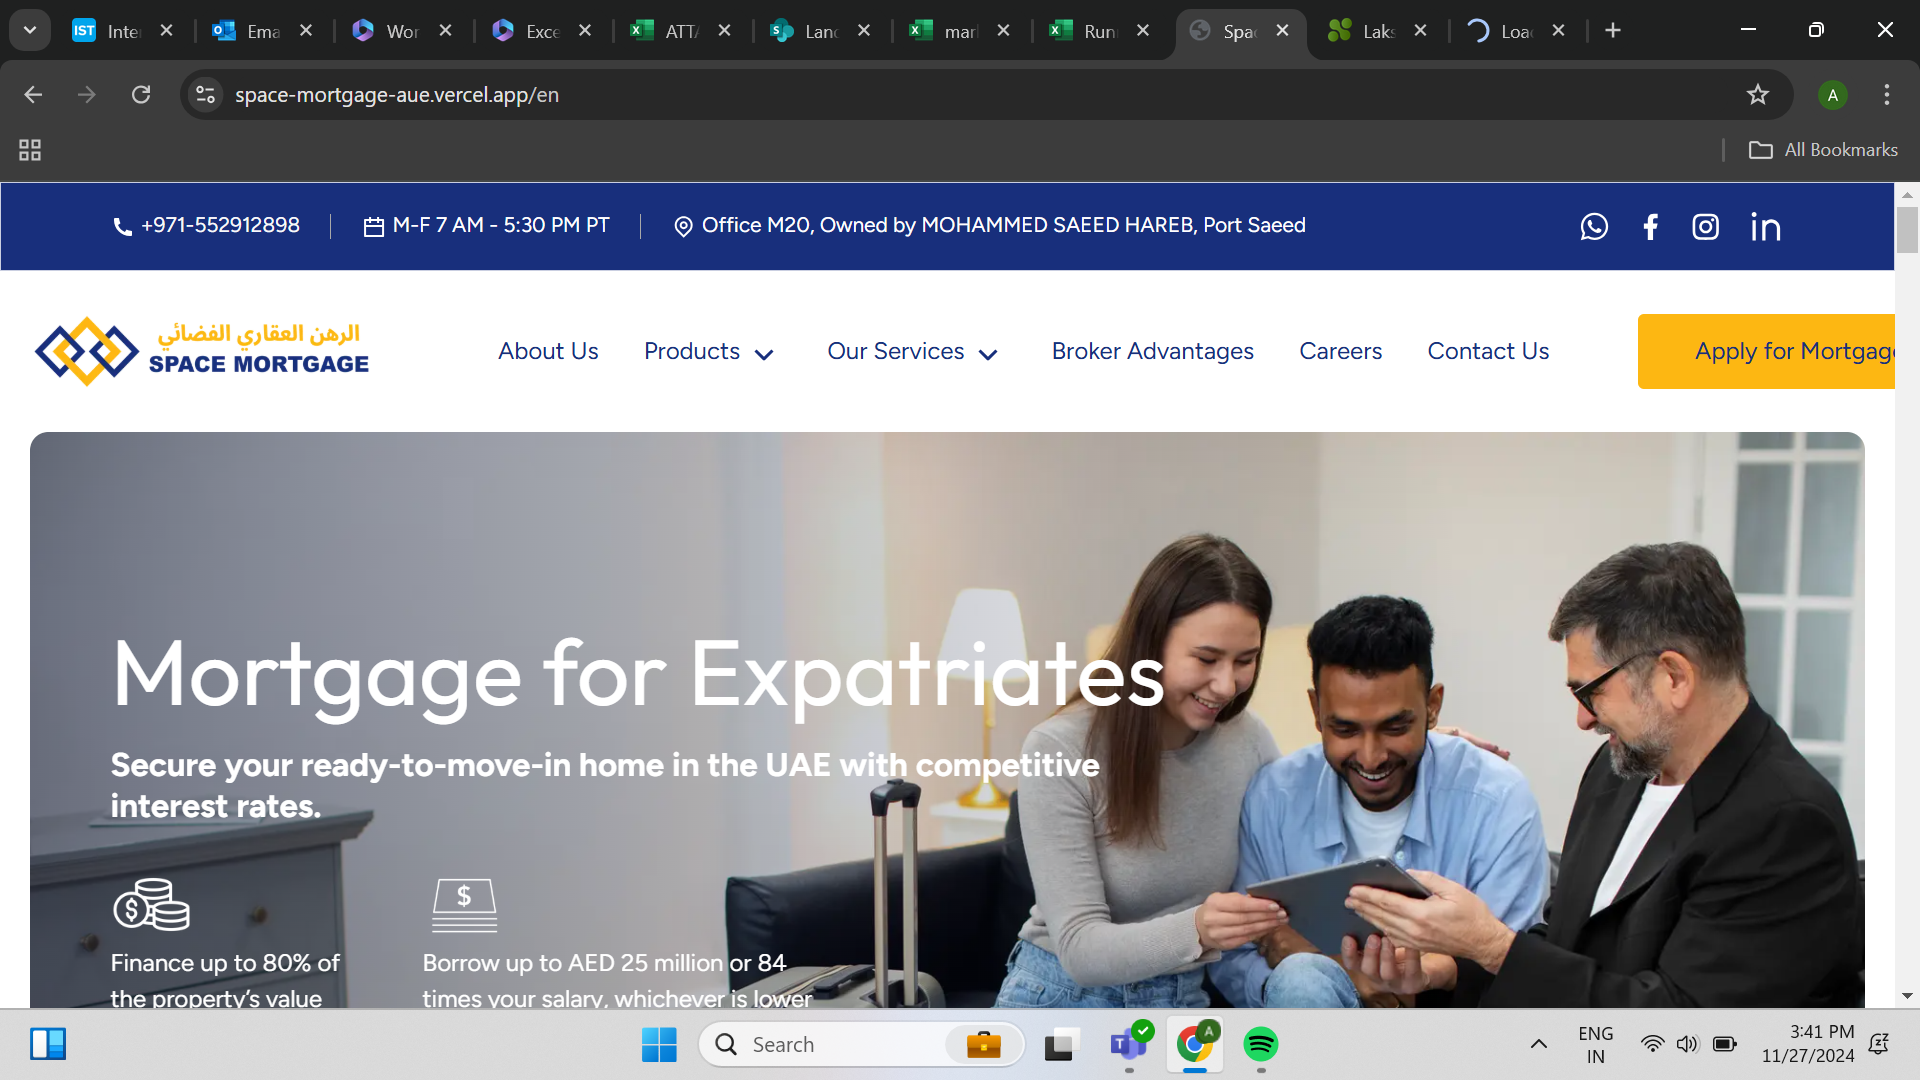 Inte
Ema
Wor
Exce
ATTA
Lanc
mar
Run
Spac
Laks
Loac
space-mortgage-aue.vercel.app/en
A
All Bookmarks
+971-552912898
M-F 7 AM - 5:30 PM PT
Office M20, Owned by MOHAMMED SAEED HAREB, Port Saeed
الرهن العقاري الفضائي
SPACE MORTGAGE
About Us
Products
Our Services
Broker Advantages
Careers
Contact Us
Apply for Mortgage
Mortgage for Expatriates
Secure your ready-to-move-in home in the UAE with competitive
interest rates.
Finance up to 80% of
the property’s value
Borrow up to AED 25 million or 84
times your salary, whichever is lower
Search
ENG
IN
3:41 PM
11/27/2024